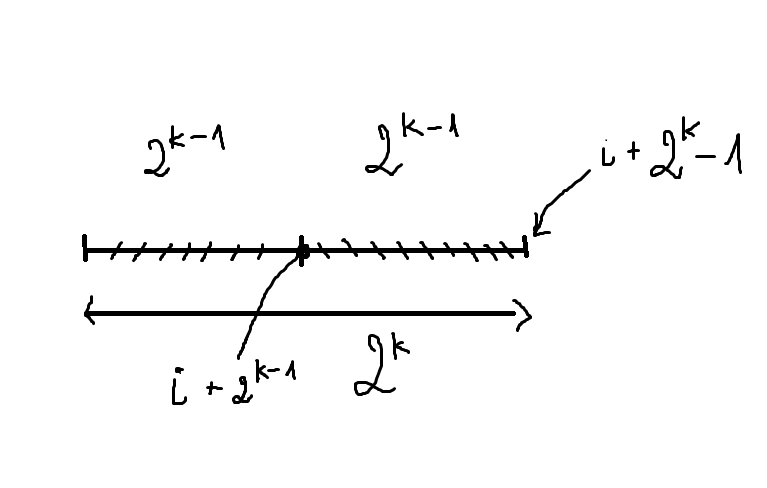 2^{k-1} 2^{k-1}
i + 2^k - 1
i + 2^{k-1} 2^k